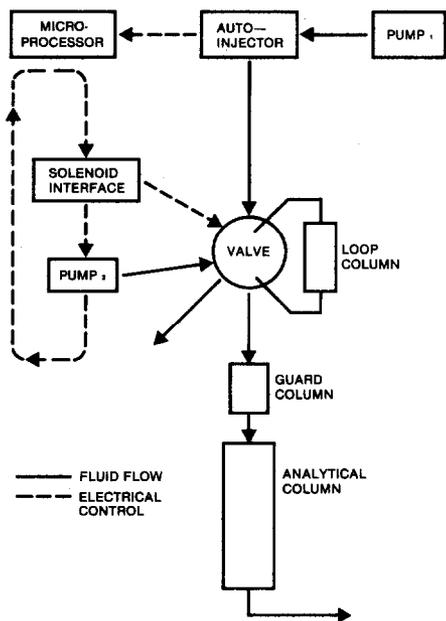 MICRO-
PROCESSOR
AUTO—
INJECTOR
PUMP 1
SOLENOID
INTERFACE
VALVE
LOOP
COLUMN
PUMP 2
GUARD
COLUMN
FLUID FLOW
ELECTRICAL
CONTROL
ANALYTICAL
COLUMN